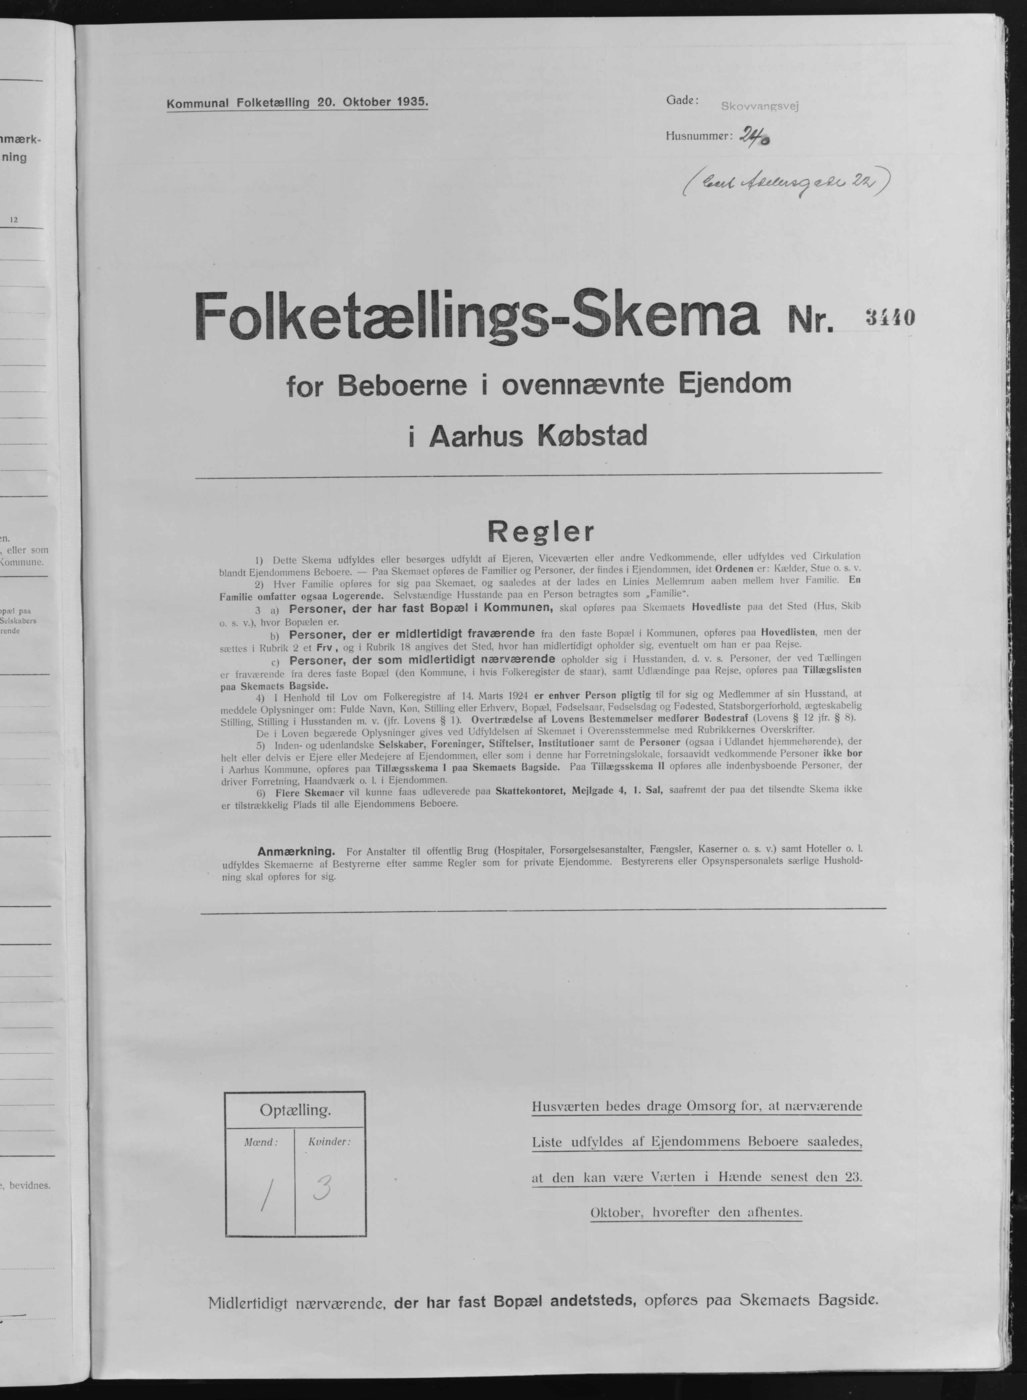 nmærk-
ning
12
en.
, eller som
Kommune.
opæl paa
Selskabers
rende
e, bevidnes.
Kommunal Folketælling 20. Oktober 1935.
Gade: Skovvangsvej
Husnummer: 24
Adelersgade 22)
Folketællings-Skema Nr. 3440
for Beboerne i ovennævnte Ejendom
i Aarhus Købstad
Regler
1) Dette Skema udfyldes eller besørges udfyldt af Ejeren, Viceværten eller andre Vedkommende, eller udfyldes ved Cirkulation
blandt Ejendommens Beboere. — Paa Skemaet opføres de Familier og Personer, der findes i Ejendommen, idet Ordenen er: Kælder, Stue o. s. v.
2) Hver Familie opføres for sig paa Skemaet, og saaledes at der lades en Linies Mellemrum aaben mellem hver Familie. En
Familie omfatter ogsaa Logerende. Selvstændige Husstande paa en Person betragtes som „Familie“.
3 a) Personer, der har fast Bopæl i Kommunen, skal opføres paa Skemaets Hovedliste paa det Sted (Hus, Skib
o. s. v.), hvor Bopælen er.
b) Personer, der er midlertidigt fraværende fra den faste Bopæl i Kommunen, opføres paa Hovedlisten, men der
sættes i Rubrik 2 et Frv, og i Rubrik 18 angives det Sted, hvor han midlertidigt opholder sig, eventuelt om han er paa Rejse.
c) Personer, der som midlertidigt nærværende opholder sig i Husstanden, d. v. s. Personer, der ved Tællingen
er fraværende fra deres faste Bopæl (den Kommune, i hvis Folkeregister de staar), samt Udlændinge paa Rejse, opføres paa Tillægslisten
paa Skemaets Bagside.
4) I Henhold til Lov om Folkeregistre af 14. Marts 1924 er enhver Person pligtig til for sig og Medlemmer af sin Husstand, at
meddele Oplysninger om: Fulde Navn, Køn, Stilling eller Erhverv, Bopæl, Fødselsaar, Fødselsdag og Fødested, Statsborgerforhold, ægteskabelig
Stilling, Stilling i Husstanden m. v. (jfr. Lovens § 1). Overtrædelse af Lovens Bestemmelser medfører Bødestraf (Lovens § 12 jfr. § 8).
De i Loven begærede Oplysninger gives ved Udfyldelsen af Skemaet i Overensstemmelse med Rubrikkernes Overskrifter.
5) Inden- og udenlandske Selskaber, Foreninger, Stiftelser, Institutioner samt de Personer (ogsaa i Udlandet hjemmehørende), der
helt eller delvis er Ejere eller Medejere af Ejendommen, eller som i denne har Forretningslokale, forsaavidt vedkommende Personer ikke bor
i Aarhus Kommune, opføres paa Tillægsskema I paa Skemaets Bagside. Paa Tillægsskema II opføres alle indenbysboende Personer, der
driver Forretning, Haandværk o. l. i Ejendommen.
6) Flere Skemaer vil kunne faas udleverede paa Skattekontoret, Mejlgade 4, 1. Sal, saafremt der paa det tilsendte Skema ikke
er tilstrækkelig Plads til alle Ejendommens Beboere.
Anmærkning. For Anstalter til offentlig Brug (Hospitaler, Forsørgelsesanstalter, Fængsler, Kaserner o. s. v.) samt Hoteller o. l.
udfyldes Skemaerne af Bestyrerne efter samme Regler som for private Ejendomme. Bestyrerens eller Opsynspersonalets særlige Hushold-
ning skal opføres for sig.
Optælling.
Mænd: Kvinder:
1 3
Husværten bedes drage Omsorg for, at nærværende
Liste udfyldes af Ejendommens Beboere saaledes,
at den kan være Værten i Hænde senest den 23.
Oktober, hvorefter den afhentes.
Midlertidigt nærværende, der har fast Bopæl andetsteds, opføres paa Skemaets Bagside.